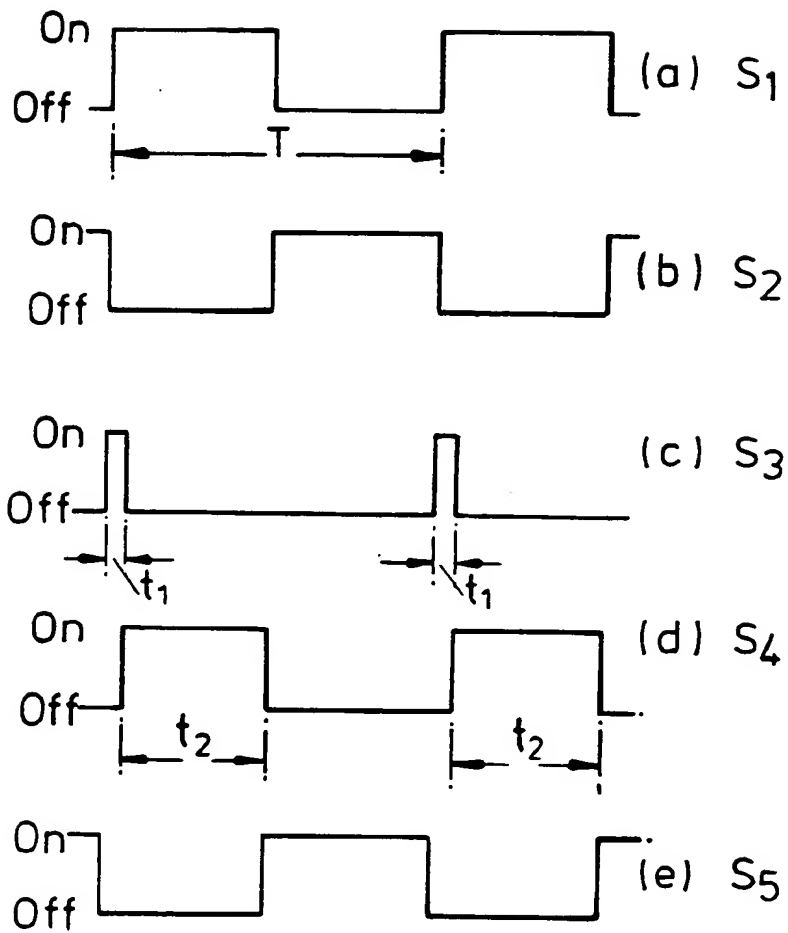 On
(a) S1
Off
T
On
(b) S2
Off
On
(c) S3
Off
t1 t1
On
(d) S4
Off
t2 t2
On
(e) S5
Off